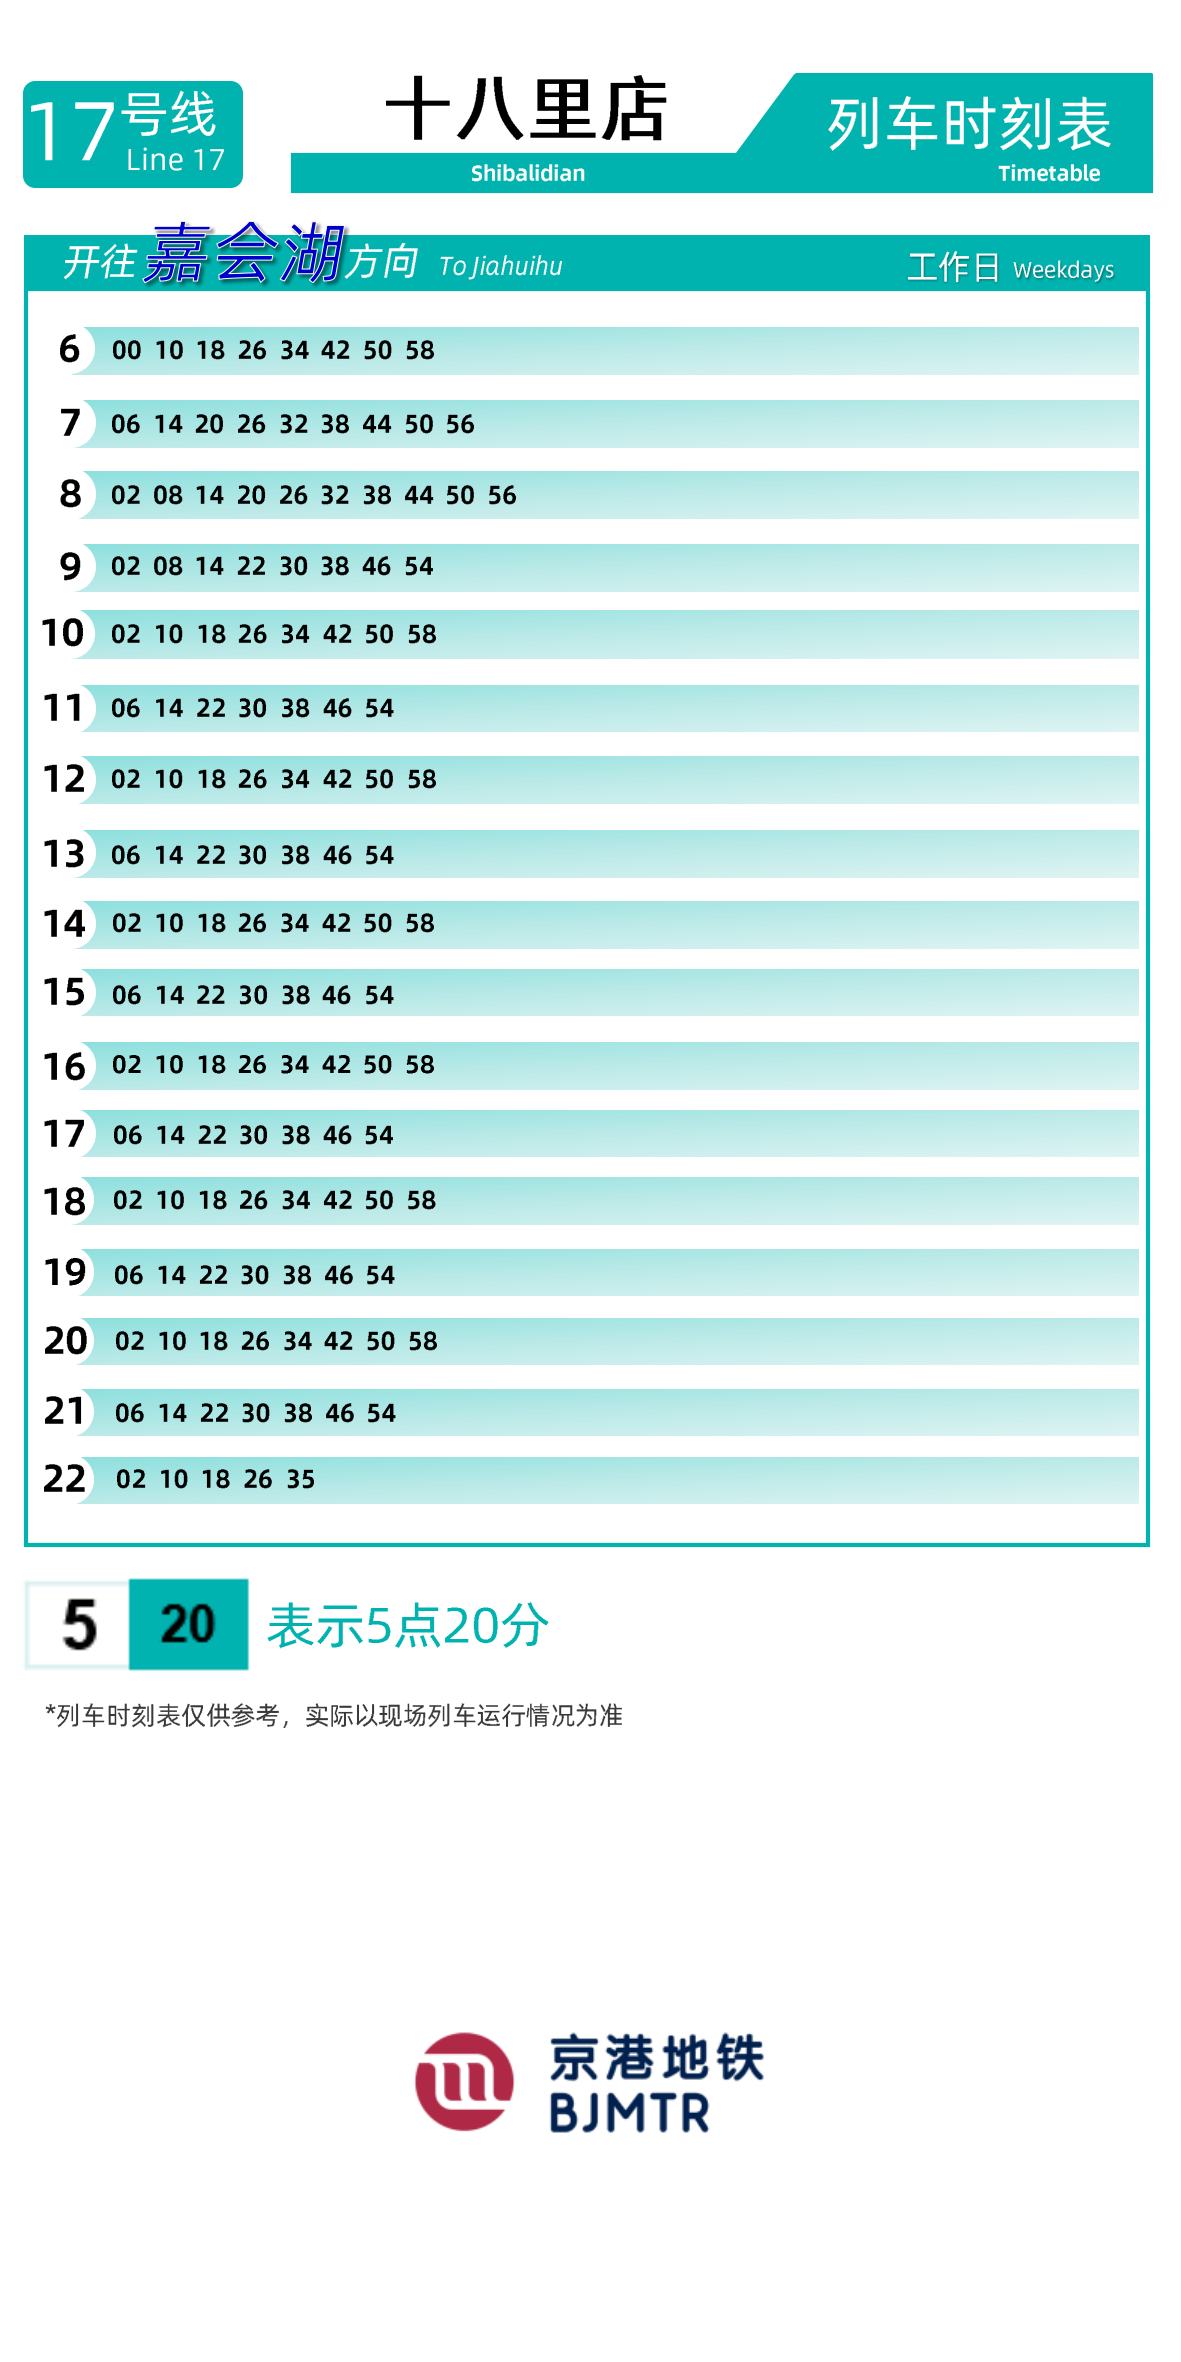 17号线
Line 17
十八里店
Shibalidian
列车时刻表
Timetable
开往嘉会湖方向 To Jiahuihu
工作日 Weekdays
6 00 10 18 26 34 42 50 58
7 06 14 20 26 32 38 44 50 56
8 02 08 14 20 26 32 38 44 50 56
9 02 08 14 22 30 38 46 54
10 02 10 18 26 34 42 50 58
11 06 14 22 30 38 46 54
12 02 10 18 26 34 42 50 58
13 06 14 22 30 38 46 54
14 02 10 18 26 34 42 50 58
15 06 14 22 30 38 46 54
16 02 10 18 26 34 42 50 58
17 06 14 22 30 38 46 54
18 02 10 18 26 34 42 50 58
19 06 14 22 30 38 46 54
20 02 10 18 26 34 42 50 58
21 06 14 22 30 38 46 54
22 02 10 18 26 35
5 20 表示5点20分
*列车时刻表仅供参考，实际以现场列车运行情况为准
京港地铁
BJMTR